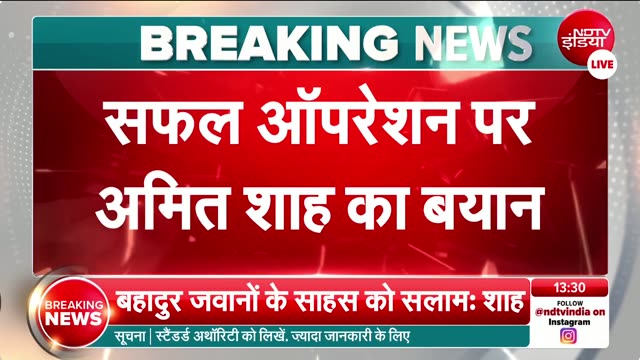 BREAKING NEWS
NDTV
इंडिया
LIVE
सफल ऑपरेशन पर
अमित शाह का बयान
BREAKING
NEWS
बहादुर जवानों के साहस को सलाम: शाह
सूचना | स्टैंडर्ड अथॉरिटी को लिखें. ज्यादा जानकारी के लिए
13:30
FOLLOW
@ndtvindia on
Instagram